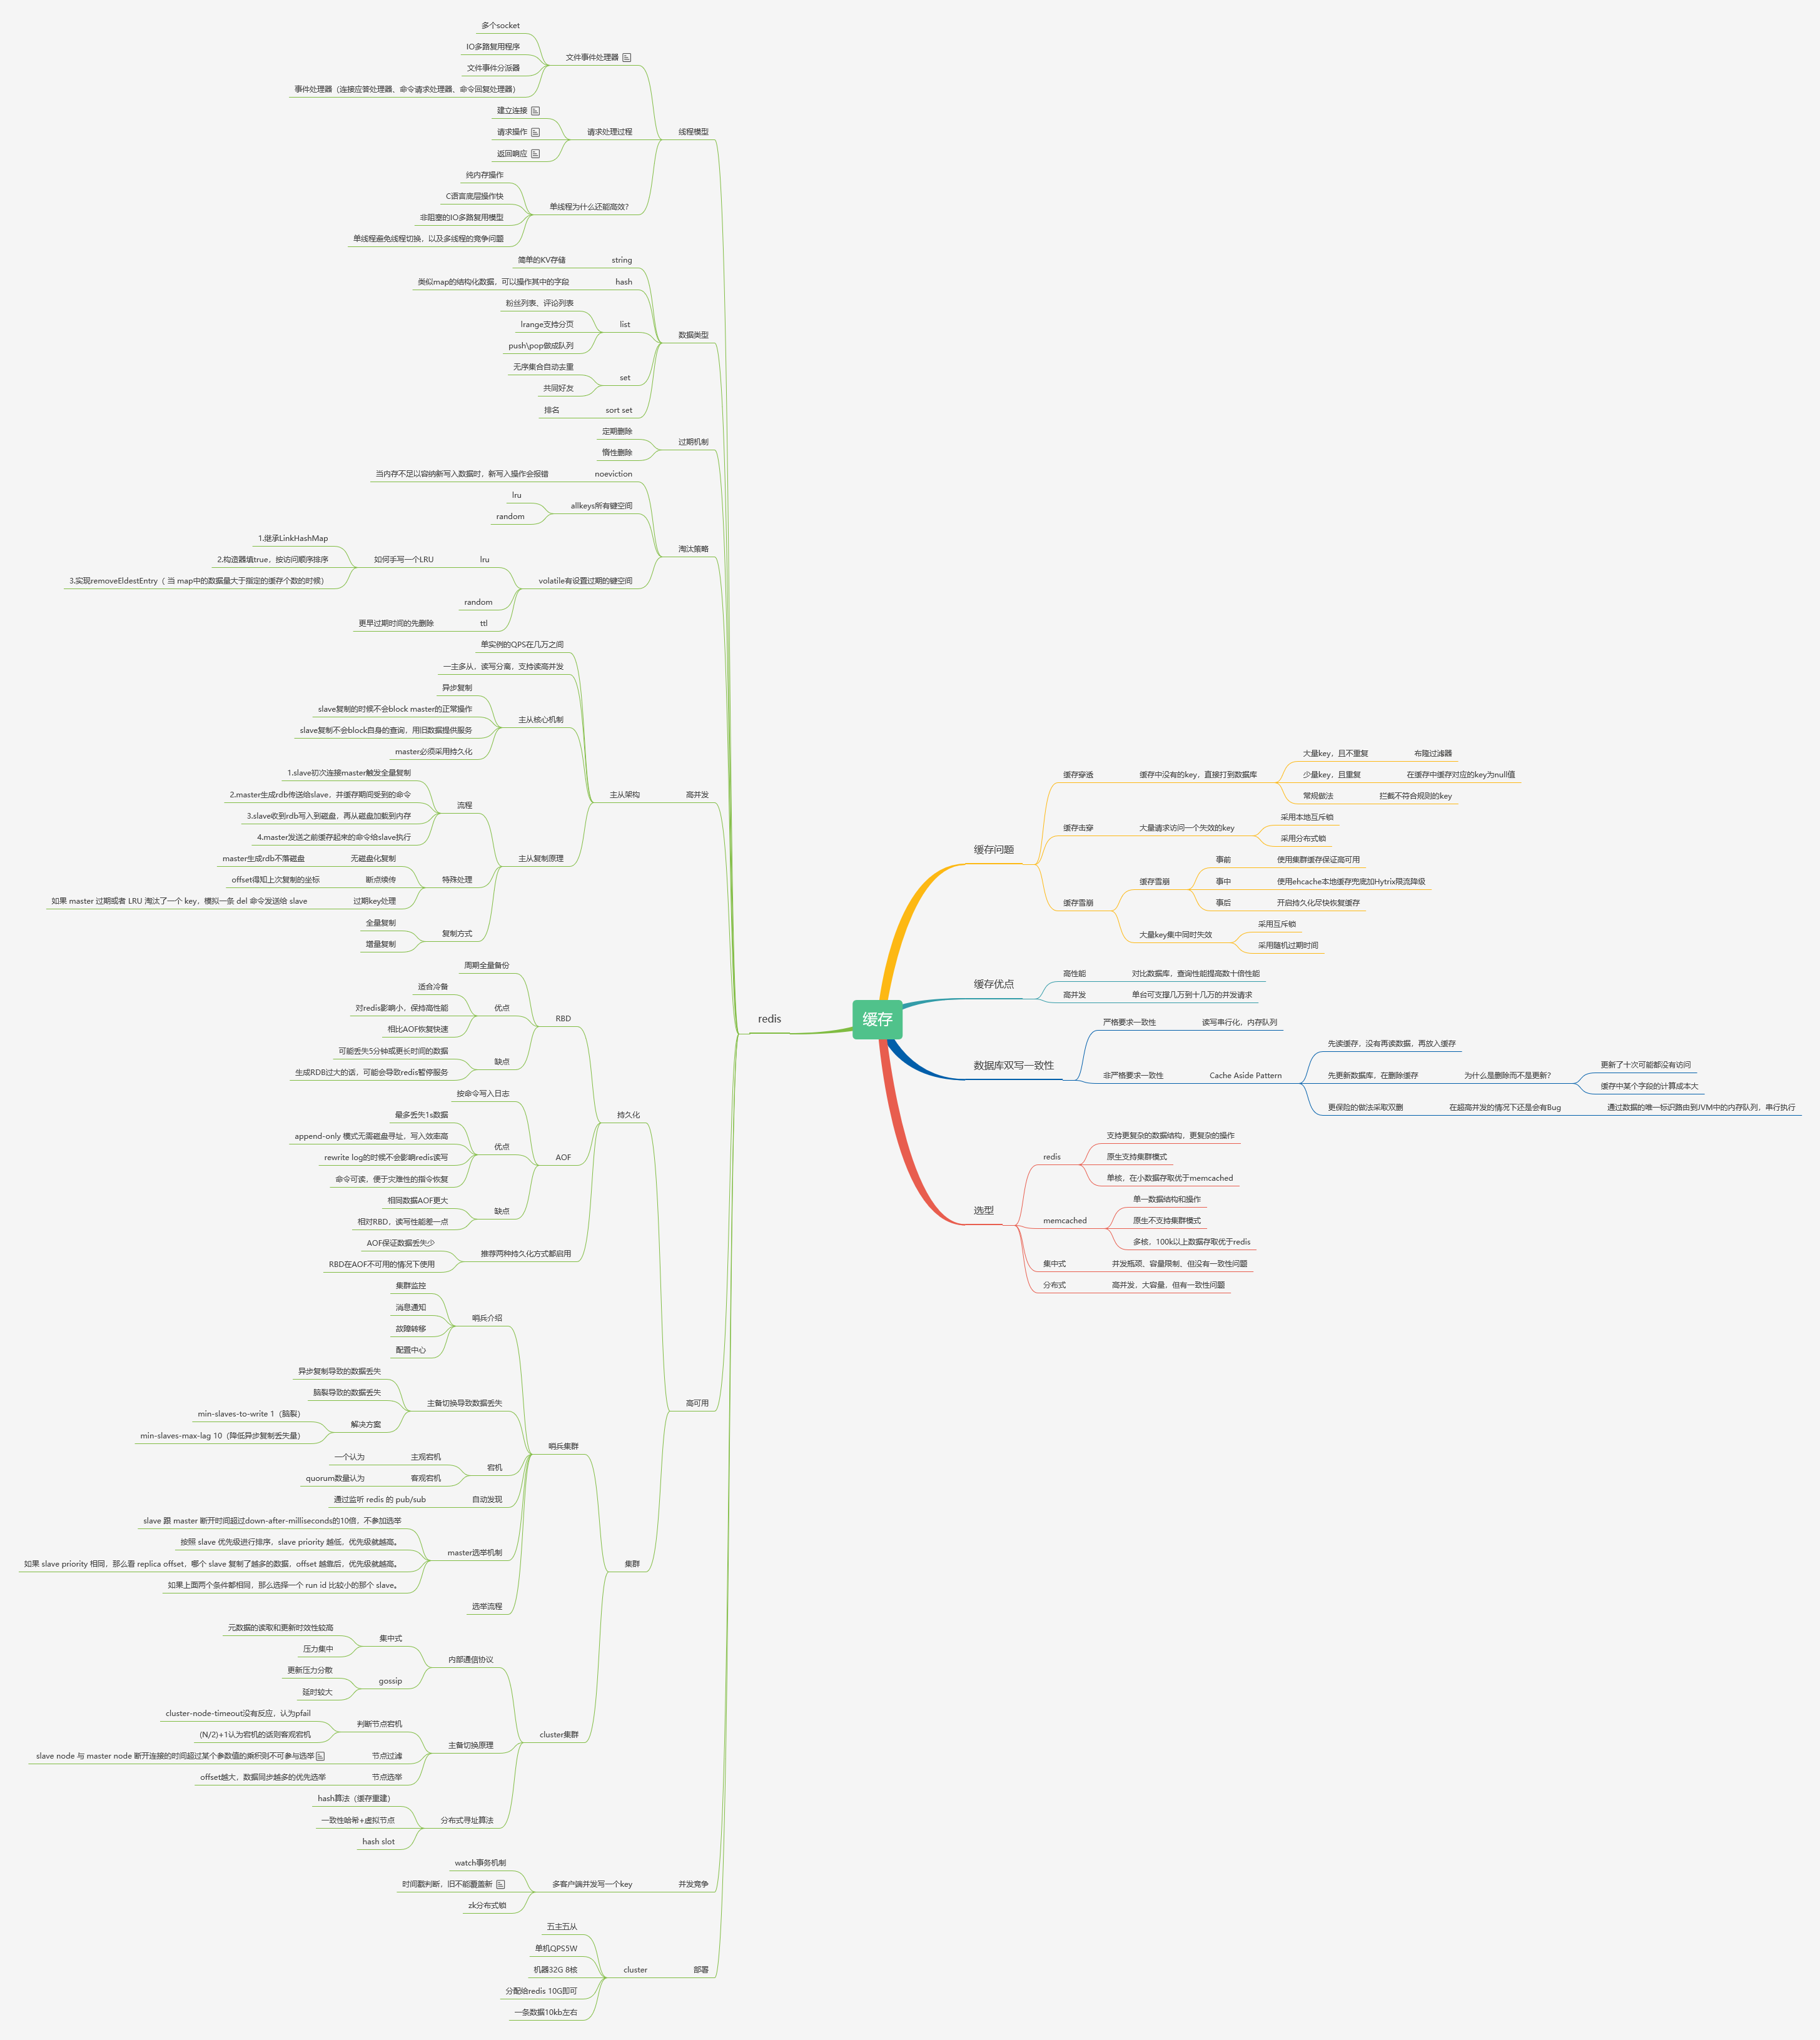 缓存
redis
线程模型
文件事件处理器
多个socket
IO多路复用程序
文件事件分派器
事件处理器（连接应答处理器、命令请求处理器、命令回复处理器）
请求处理过程
建立连接
请求操作
返回响应
单线程为什么还能高效?
纯内存操作
C语言底层操作快
非阻塞的IO多路复用模型
单线程避免线程切换，以及多线程的竞争问题
数据类型
string
简单的KV存储
hash
类似map的结构化数据，可以操作其中的字段
list
粉丝列表、评论列表
lrange支持分页
push\pop做成队列
set
无序集合自动去重
共同好友
sort set
排名
过期机制
定期删除
惰性删除
淘汰策略
noeviction
当内存不足以容纳新写入数据时，新写入操作会报错
allkeys所有键空间
lru
random
volatile有设置过期的键空间
lru
如何手写一个LRU
1.继承LinkHashMap
2.构造器填true，按访问顺序排序
3.实现removeEldestEntry（ 当 map中的数据量大于指定的缓存个数的时候）
random
ttl
更早过期时间的先删除
高并发
主从架构
单实例的QPS在几万之间
一主多从，读写分离，支持读高并发
主从核心机制
异步复制
slave复制的时候不会block master的正常操作
slave复制不会block自身的查询，用旧数据提供服务
master必须采用持久化
主从复制原理
流程
1.slave初次连接master触发全量复制
2.master生成rdb传送给slave，并缓存期间受到的命令
3.slave收到rdb写入到磁盘，再从磁盘加载到内存
4.master发送之前缓存起来的命令给slave执行
特殊处理
无磁盘化复制
master生成rdb不落磁盘
断点续传
offset得知上次复制的坐标
过期key处理
如果 master 过期或者 LRU 淘汰了一个 key，模拟一条 del 命令发送给 slave
复制方式
全量复制
增量复制
高可用
持久化
RBD
周期全量备份
优点
适合冷备
对redis影响小，保持高性能
相比AOF恢复快速
缺点
可能丢失5分钟或更长时间的数据
生成RDB过大的话，可能会导致redis暂停服务
AOF
按命令写入日志
优点
最多丢失1s数据
append-only 模式无需磁盘寻址，写入效率高
rewrite log的时候不会影响redis读写
命令可读，便于灾难性的指令恢复
缺点
相同数据AOF更大
相对RBD，读写性能差一点
推荐两种持久化方式都启用
AOF保证数据丢失少
RBD在AOF不可用的情况下使用
集群
哨兵集群
哨兵介绍
集群监控
消息通知
故障转移
配置中心
主备切换导致数据丢失
异步复制导致的数据丢失
脑裂导致的数据丢失
解决方案
min-slaves-to-write 1（脑裂）
min-slaves-max-lag 10（降低异步复制丢失量）
宕机
主观宕机
一个认为
客观宕机
quorum数量认为
自动发现
通过监听 redis 的 pub/sub
master选举机制
slave 跟 master 断开时间超过down-after-milliseconds的10倍，不参加选举
按照 slave 优先级进行排序，slave priority 越低，优先级就越高。
如果 slave priority 相同，那么看 replica offset，哪个 slave 复制了越多的数据，offset 越靠后，优先级就越高。
如果上面两个条件都相同，那么选择一个 run id 比较小的那个 slave。
选举流程
cluster集群
内部通信协议
集中式
元数据的读取和更新时效性较高
压力集中
gossip
更新压力分散
延时较大
主备切换原理
判断节点宕机
cluster-node-timeout没有反应，认为pfail
(N/2)+1认为宕机的话则客观宕机
节点过滤
slave node 与 master node 断开连接的时间超过某个参数值的乘积则不可参与选举
节点选举
offset越大，数据同步越多的优先选举
分布式寻址算法
hash算法（缓存重建）
一致性哈希+虚拟节点
hash slot
并发竞争
多客户端并发写一个key
watch事务机制
时间戳判断，旧不能覆盖新
zk分布式锁
部署
cluster
五主五从
单机QPS5W
机器32G 8核
分配给redis 10G即可
一条数据10kb左右
缓存问题
缓存穿透
缓存中没有的key，直接打到数据库
大量key，且不重复
布隆过滤器
少量key，且重复
在缓存中缓存对应的key为null值
常规做法
拦截不符合规则的key
缓存击穿
大量请求访问一个失效的key
采用本地互斥锁
采用分布式锁
缓存雪崩
缓存雪崩
事前
使用集群缓存保证高可用
事中
使用ehcache本地缓存兜底加Hytrix限流降级
事后
开启持久化尽快恢复缓存
大量key集中同时失效
采用互斥锁
采用随机过期时间
缓存优点
高性能
对比数据库，查询性能提高数十倍性能
高并发
单台可支撑几万到十几万的并发请求
数据库双写一致性
严格要求一致性
读写串行化，内存队列
非严格要求一致性
Cache Aside Pattern
先读缓存，没有再读数据，再放入缓存
先更新数据库，在删除缓存
为什么是删除而不是更新?
更新了十次可能都没有访问
缓存中某个字段的计算成本大
更保险的做法采取双删
在超高并发的情况下还是会有Bug
通过数据的唯一标识路由到JVM中的内存队列，串行执行
选型
redis
支持更复杂的数据结构，更复杂的操作
原生支持集群模式
单核，在小数据存取优于memcached
memcached
单一数据结构和操作
原生不支持集群模式
多核，100k以上数据存取优于redis
集中式
并发瓶颈、容量限制、但没有一致性问题
分布式
高并发，大容量，但有一致性问题